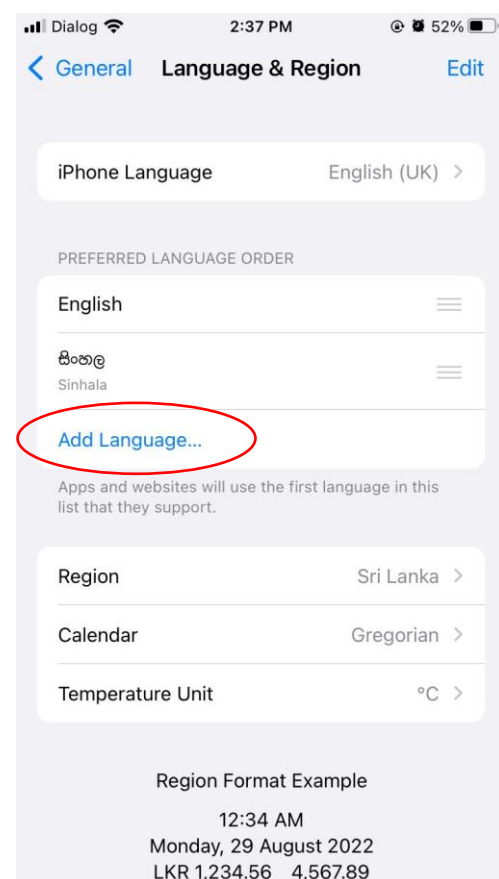 Dialog 2:37 PM 52%
General Language & Region Edit
iPhone Language English (UK)
PREFERRED LANGUAGE ORDER
English
සිංහල
Sinhala
Add Language...
Apps and websites will use the first language in this
list that they support.
Region Sri Lanka
Calendar Gregorian
Temperature Unit °C
Region Format Example
12:34 AM
Monday, 29 August 2022
LKR 1,234.56 4,567.89